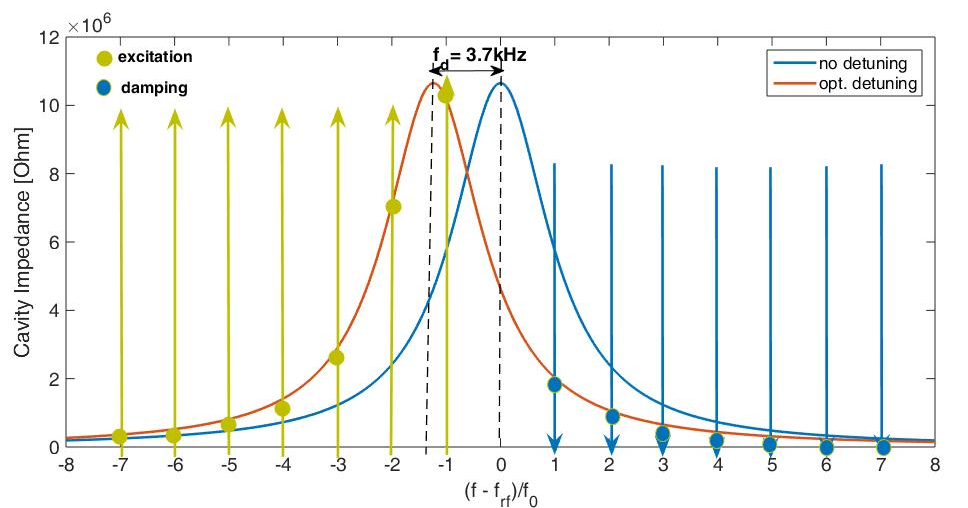 ×10⁶
12
10
8
6
4
2
0
Cavity Impedance [Ohm]
excitation
damping
f_d = 3.7kHz
no detuning
opt. detuning
-8 -7 -6 -5 -4 -3 -2 -1 0 1 2 3 4 5 6 7 8
(f - f_rf)/f_0